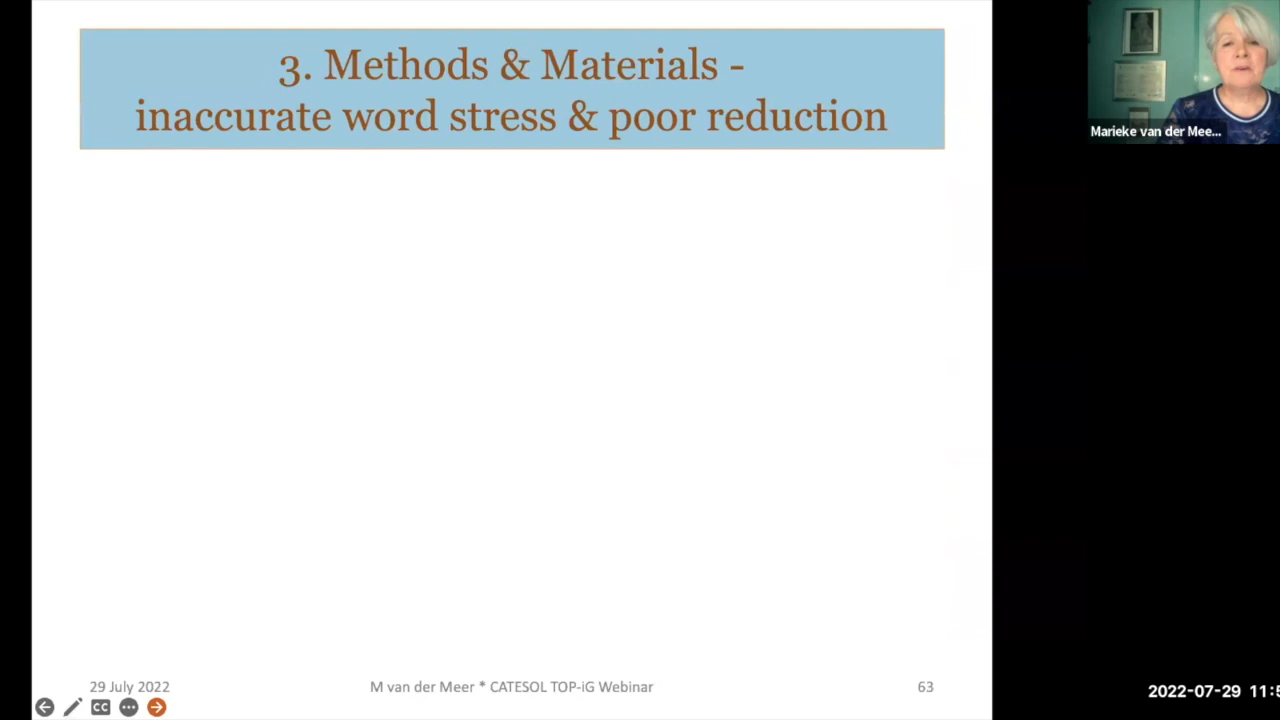 3. Methods & Materials -
inaccurate word stress & poor reduction
Marieke van der Mee...
29 July 2022
M van der Meer * CATESOL TOP-iG Webinar
63
CC
2022-07-29 11:5